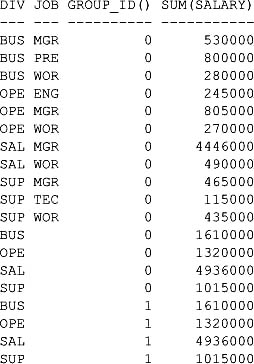 DIV JOB GROUP_ID() SUM(SALARY)
--- --- ---------- -----------
BUS MGR 0 530000
BUS PRE 0 800000
BUS WOR 0 280000
OPE ENG 0 245000
OPE MGR 0 805000
OPE WOR 0 270000
SAL MGR 0 4446000
SAL WOR 0 490000
SUP MGR 0 465000
SUP TEC 0 115000
SUP WOR 0 435000
BUS 0 1610000
OPE 0 1320000
SAL 0 4936000
SUP 0 1015000
BUS 1 1610000
OPE 1 1320000
SAL 1 4936000
SUP 1 1015000